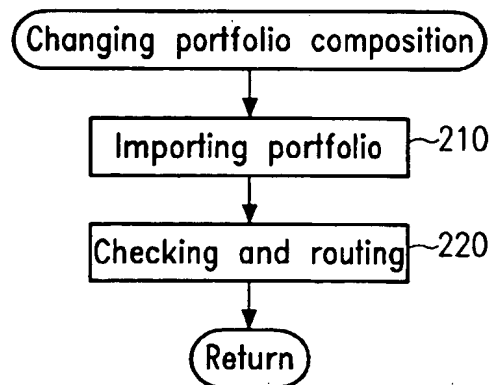 Changing portfolio composition
Importing portfolio 210
Checking and routing 220
Return